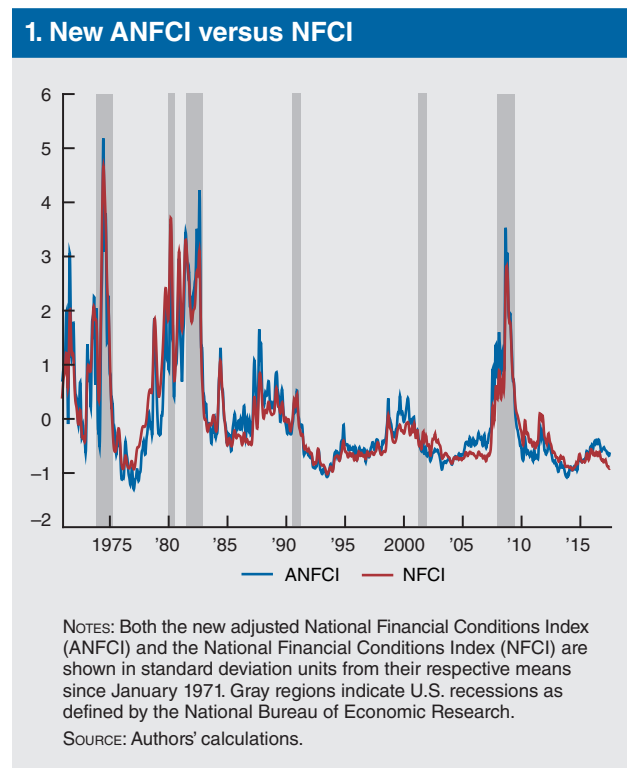 1. New ANFCI versus NFCI
6
5
4
3
2
1
0
–1
–2
1975 ’80 ’85 ’90 ’95 2000 ’05 ’10 ’15
ANFCI NFCI
NOTES: Both the new adjusted National Financial Conditions Index
(ANFCI) and the National Financial Conditions Index (NFCI) are
shown in standard deviation units from their respective means
since January 1971. Gray regions indicate U.S. recessions as
defined by the National Bureau of Economic Research.
SOURCE: Authors’ calculations.